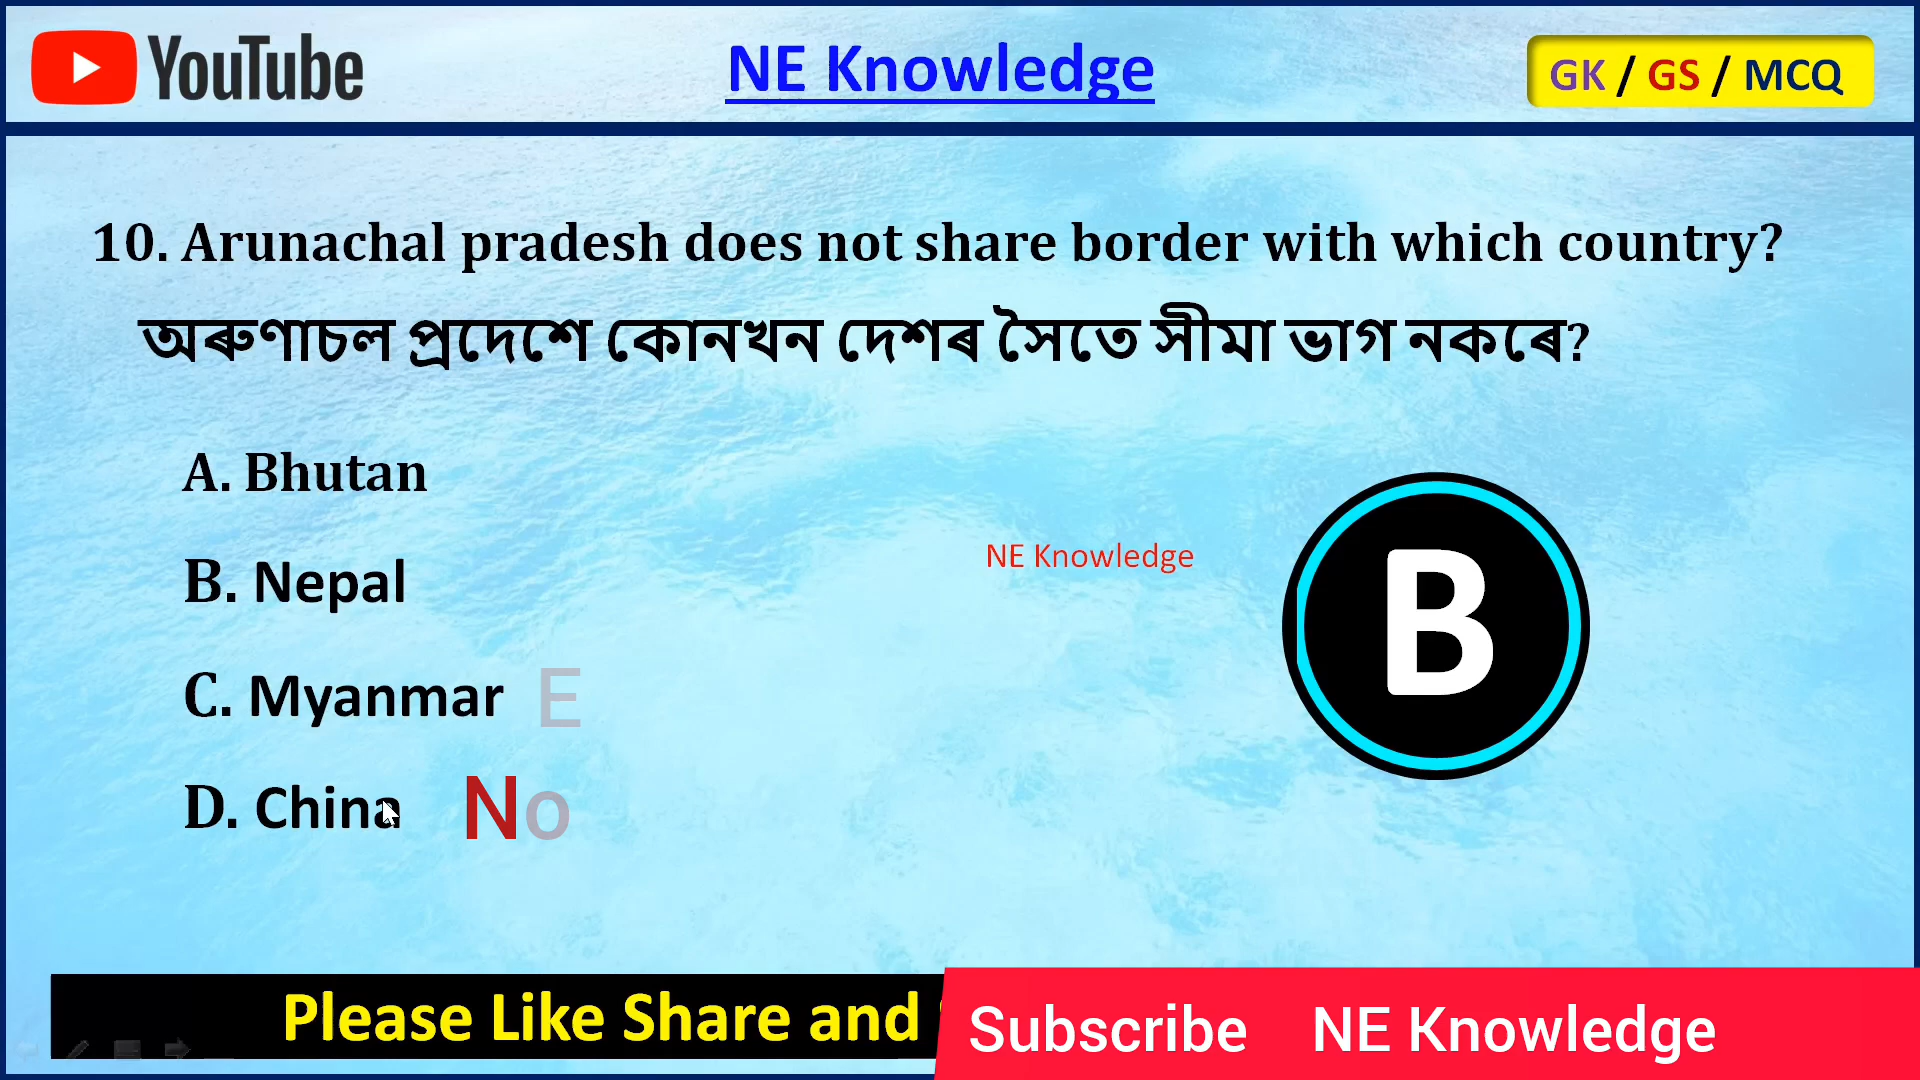 YouTube
NE Knowledge
GK / GS / MCQ
10. Arunachal pradesh does not share border with which country?
অৰুণাচল প্ৰদেশে কোনখন দেশৰ সৈতে সীমা ভাগ নকৰে?
A. Bhutan
B. Nepal
C. Myanmar
D. China
E
No
NE Knowledge
B
Please Like Share and
Subscribe NE Knowledge